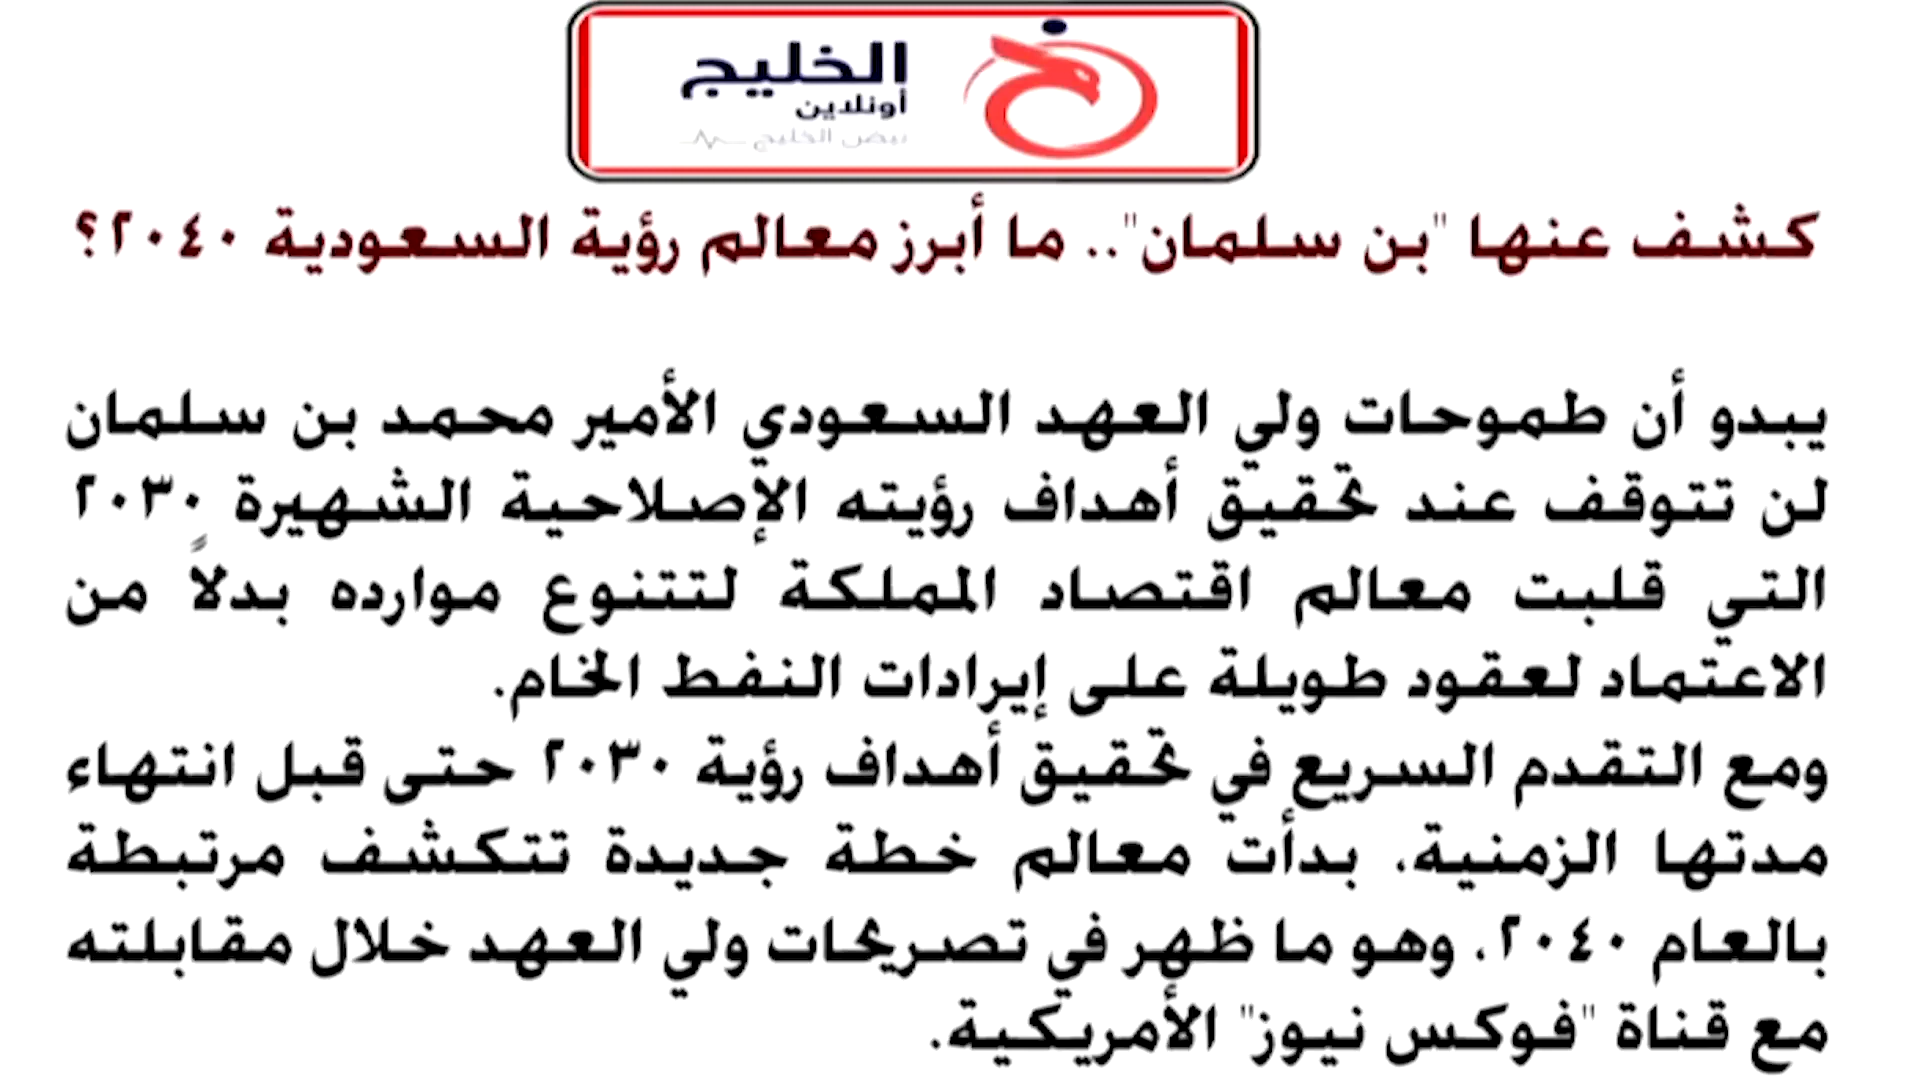 الخليج
أونلاين
نبض الخليج
كشف عنها "بن سلمان".. ما أبرز معالم رؤية السعودية ٢٠٤٠؟
يبدو أن طموحات ولي العهد السعودي الأمير محمد بن سلمان
لن تتوقف عند تحقيق أهداف رؤيته الإصلاحية الشهيرة ٢٠٣٠
التي قلبت معالم اقتصاد المملكة لتتنوع موارده بدلاً من
الاعتماد لعقود طويلة على إيرادات النفط الخام.
ومع التقدم السريع في تحقيق أهداف رؤية ٢٠٣٠ حتى قبل انتهاء
مدتها الزمنية، بدأت معالم خطة جديدة تتكشف مرتبطة
بالعام ٢٠٤٠، وهو ما ظهر في تصريحات ولي العهد خلال مقابلته
مع قناة "فوكس نيوز" الأمريكية.